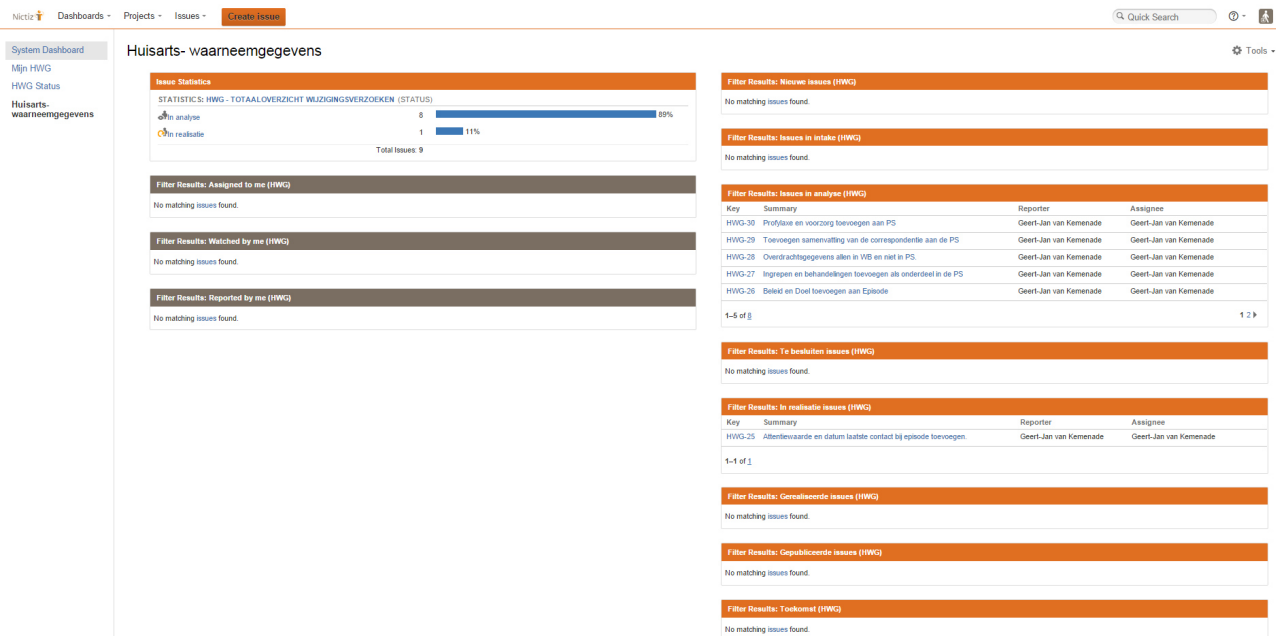 Nictiz Dashboards Projects Issues Create issue Quick Search
System Dashboard
Mijn HWG
HWG Status
Huisarts-
waarneemgegevens
Huisarts- waarneemgegevens
Tools
Issue Statistics
STATISTICS: HWG - TOTAALOVERZICHT WIJZIGINGSVERZOEKEN (STATUS)
In analyse 8 89%
In realisatie 1 11%
Total Issues: 9
Filter Results: Assigned to me (HWG)
No matching issues found.
Filter Results: Watched by me (HWG)
No matching issues found.
Filter Results: Reported by me (HWG)
No matching issues found.
Filter Results: Nieuwe issues (HWG)
No matching issues found.
Filter Results: Issues in intake (HWG)
No matching issues found.
Filter Results: Issues in analyse (HWG)
Key Summary Reporter Assignee
HWG-30 Profylaxe en voorzorg toevoegen aan PS Geert-Jan van Kemenade Geert-Jan van Kemenade
HWG-29 Toevoegen samenvatting van de correspondentie aan de PS Geert-Jan van Kemenade Geert-Jan van Kemenade
HWG-28 Overdrachtsgegevens allen in WB en niet in PS. Geert-Jan van Kemenade Geert-Jan van Kemenade
HWG-27 Ingrepen en behandelingen toevoegen als onderdeel in de PS Geert-Jan van Kemenade Geert-Jan van Kemenade
HWG-26 Beleid en Doel toevoegen aan Episode Geert-Jan van Kemenade Geert-Jan van Kemenade
1–5 of 8 1 2
Filter Results: Te besluiten issues (HWG)
No matching issues found.
Filter Results: In realisatie issues (HWG)
Key Summary Reporter Assignee
HWG-25 Attentiewaarde en datum laatste contact bij episode toevoegen. Geert-Jan van Kemenade Geert-Jan van Kemenade
1–1 of 1
Filter Results: Gerealiseerde issues (HWG)
No matching issues found.
Filter Results: Gepubliceerde issues (HWG)
No matching issues found.
Filter Results: Toekomst (HWG)
No matching issues found.